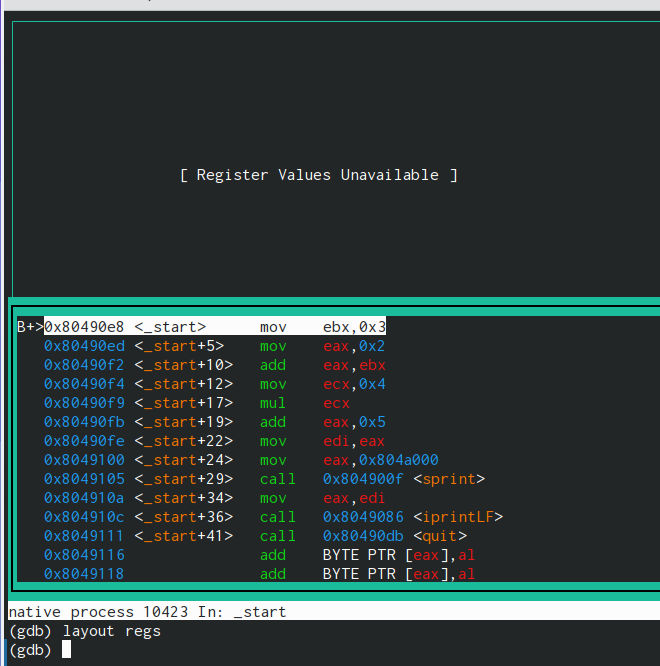 [ Register Values Unavailable ]
B+>0x80490e8 <_start> mov ebx,0x3
0x80490ed <_start+5> mov eax,0x2
0x80490f2 <_start+10> add eax,ebx
0x80490f4 <_start+12> mov ecx,0x4
0x80490f9 <_start+17> mul ecx
0x80490fb <_start+19> add eax,0x5
0x80490fe <_start+22> mov edi,eax
0x8049100 <_start+24> mov eax,0x804a000
0x8049105 <_start+29> call 0x804900f <sprint>
0x804910a <_start+34> mov eax,edi
0x804910c <_start+36> call 0x8049086 <iprintLF>
0x8049111 <_start+41> call 0x80490db <quit>
0x8049116 add BYTE PTR [eax],al
0x8049118 add BYTE PTR [eax],al
native process 10423 In: _start
(gdb) layout regs
(gdb)